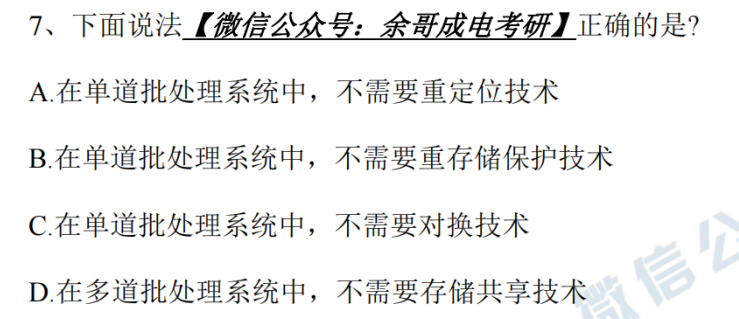 7、下面说法【微信公众号：余哥成电考研】正确的是?
A.在单道批处理系统中，不需要重定位技术
B.在单道批处理系统中，不需要重存储保护技术
C.在单道批处理系统中，不需要对换技术
D.在多道批处理系统中，不需要存储共享技术
微信公